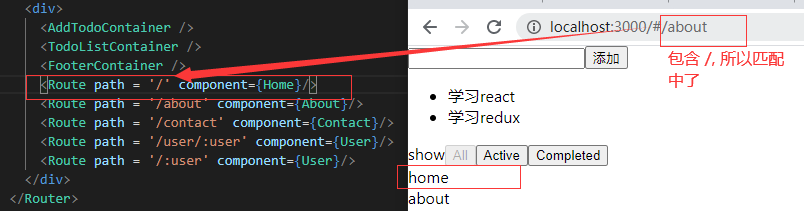 <div>
<AddTodoContainer />
<TodoListContainer />
<FooterContainer />
<Route path = '/' component={Home}/>
<Route path = '/about' component={About}/>
<Route path = '/contact' component={Contact}/>
<Route path = '/user/:user' component={User}/>
<Route path = '/:user' component={User}/>
</div>
</Router>
localhost:3000/#/about
包含 /, 所以匹配
中了
添加
学习react
学习redux
show All Active Completed
home
about